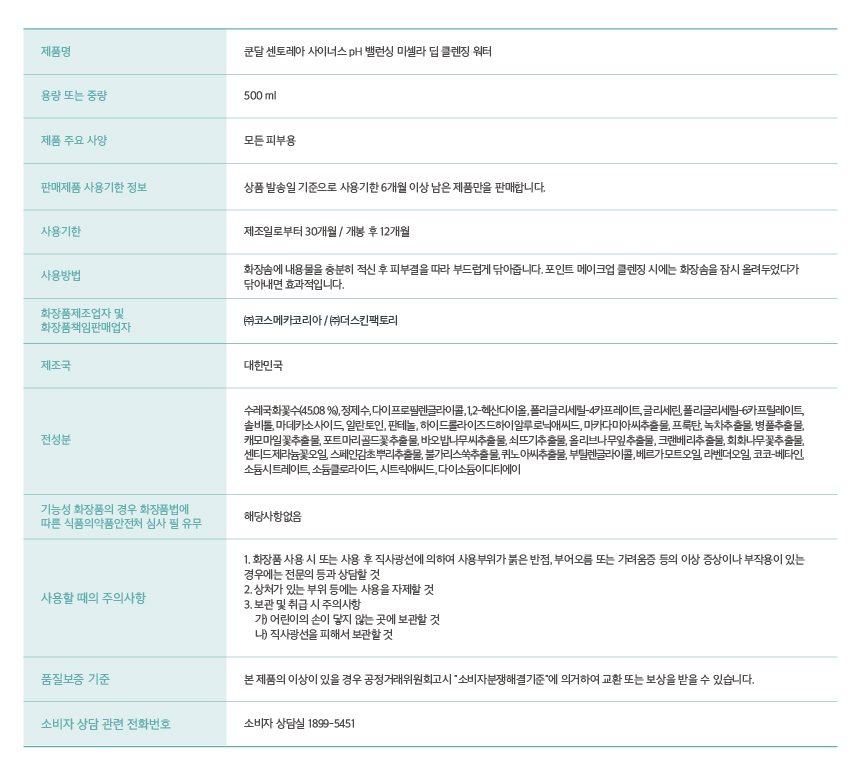 제품명
쿤달 센토레아 사이너스 pH 밸런싱 미셀라 딥 클렌징 워터
용량 또는 중량
500 ml
제품 주요 사양
모든 피부용
판매제품 사용기한 정보
상품 발송일 기준으로 사용기한 6개월 이상 남은 제품만을 판매합니다.
사용기한
제조일로부터 30개월 / 개봉 후 12개월
사용방법
화장솜에 내용물을 충분히 적신 후 피부결을 따라 부드럽게 닦아줍니다. 포인트 메이크업 클렌징 시에는 화장솜을 잠시 올려두었다가
닦아내면 효과적입니다.
화장품제조업자 및
화장품책임판매업자
㈜코스메카코리아 / ㈜더스킨팩토리
제조국
대한민국
전성분
수레국화꽃수(45.08 %), 정제수, 다이프로필렌글라이콜, 1,2-헥산다이올, 폴리글리세릴-4카프레이트, 글리세린, 폴리글리세릴-6카프릴레이트,
솔비톨, 마데카소사이드, 알란토인, 판테놀, 하이드롤라이즈드하이알루로닉애씨드, 마카다미아씨추출물, 프룩탄, 녹차추출물, 병풀추출물,
캐모마일꽃추출물, 포트마리골드꽃추출물, 바오밥나무씨추출물, 쇠뜨기추출물, 올리브나무잎추출물, 크랜베리추출물, 회화나무꽃추출물,
센티드제라늄꽃오일, 스페인감초뿌리추출물, 불가리스쑥추출물, 퀴노아씨추출물, 부틸렌글라이콜, 베르가모트오일, 라벤더오일, 코코-베타인,
소듐시트레이트, 소듐클로라이드, 시트릭애씨드, 다이소듐이디티에이
기능성 화장품의 경우 화장품법에
따른 식품의약품안전처 심사 필 유무
해당사항없음
사용할 때의 주의사항
1. 화장품 사용 시 또는 사용 후 직사광선에 의하여 사용부위가 붉은 반점, 부어오름 또는 가려움증 등의 이상 증상이나 부작용이 있는
경우에는 전문의 등과 상담할 것
2. 상처가 있는 부위 등에는 사용을 자제할 것
3. 보관 및 취급 시 주의사항
가) 어린이의 손이 닿지 않는 곳에 보관할 것
나) 직사광선을 피해서 보관할 것
품질보증 기준
본 제품의 이상이 있을 경우 공정거래위원회고시 "소비자분쟁해결기준"에 의거하여 교환 또는 보상을 받을 수 있습니다.
소비자 상담 관련 전화번호
소비자 상담실 1899-5451